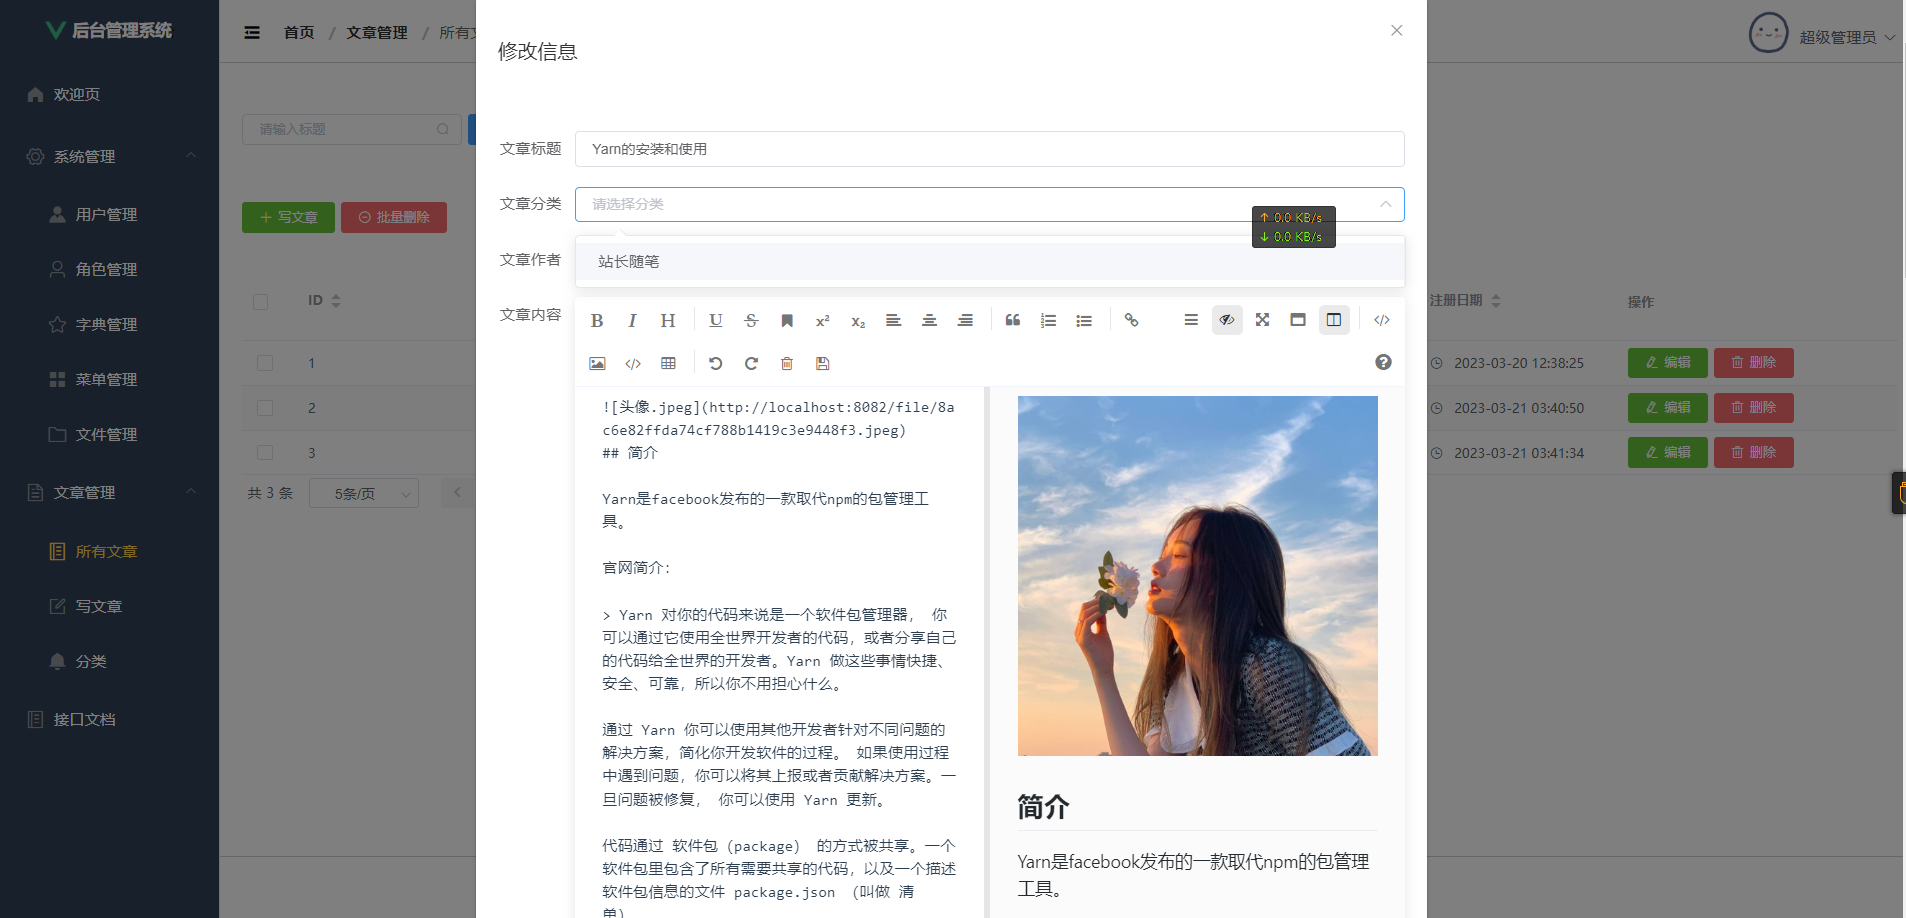 后台管理系统
欢迎页
系统管理
用户管理
角色管理
字典管理
菜单管理
文件管理
文章管理
所有文章
写文章
分类
接口文档
首页 / 文章管理 / 所有文
超级管理员
请输入标题
写文章
批量删除
ID
注册日期
操作
1
2023-03-20 12:38:25
编辑
删除
2
2023-03-21 03:40:50
编辑
删除
3
2023-03-21 03:41:34
编辑
删除
共 3 条
5条/页
修改信息
文章标题
Yarn的安装和使用
文章分类
请选择分类
↑ 0.0 KB/s
↓ 0.0 KB/s
文章作者
站长随笔
文章内容
![头像.jpeg](http://localhost:8082/file/8a
c6e82ffda74cf788b1419c3e9448f3.jpeg)
## 简介
Yarn是facebook发布的一款取代npm的包管理工
具。
官网简介：
> Yarn 对你的代码来说是一个软件包管理器， 你
可以通过它使用全世界开发者的代码，或者分享自己
的代码给全世界的开发者。Yarn 做这些事情快捷、
安全、可靠，所以你不用担心什么。
通过 Yarn 你可以使用其他开发者针对不同问题的
解决方案，简化你开发软件的过程。 如果使用过程
中遇到问题，你可以将其上报或者贡献解决方案。一
旦问题被修复， 你可以使用 Yarn 更新。
代码通过 软件包（package） 的方式被共享。一个
软件包里包含了所有需要共享的代码，以及一个描述
软件包信息的文件 package.json （叫做 清
单）
简介
Yarn是facebook发布的一款取代npm的包管理
工具。